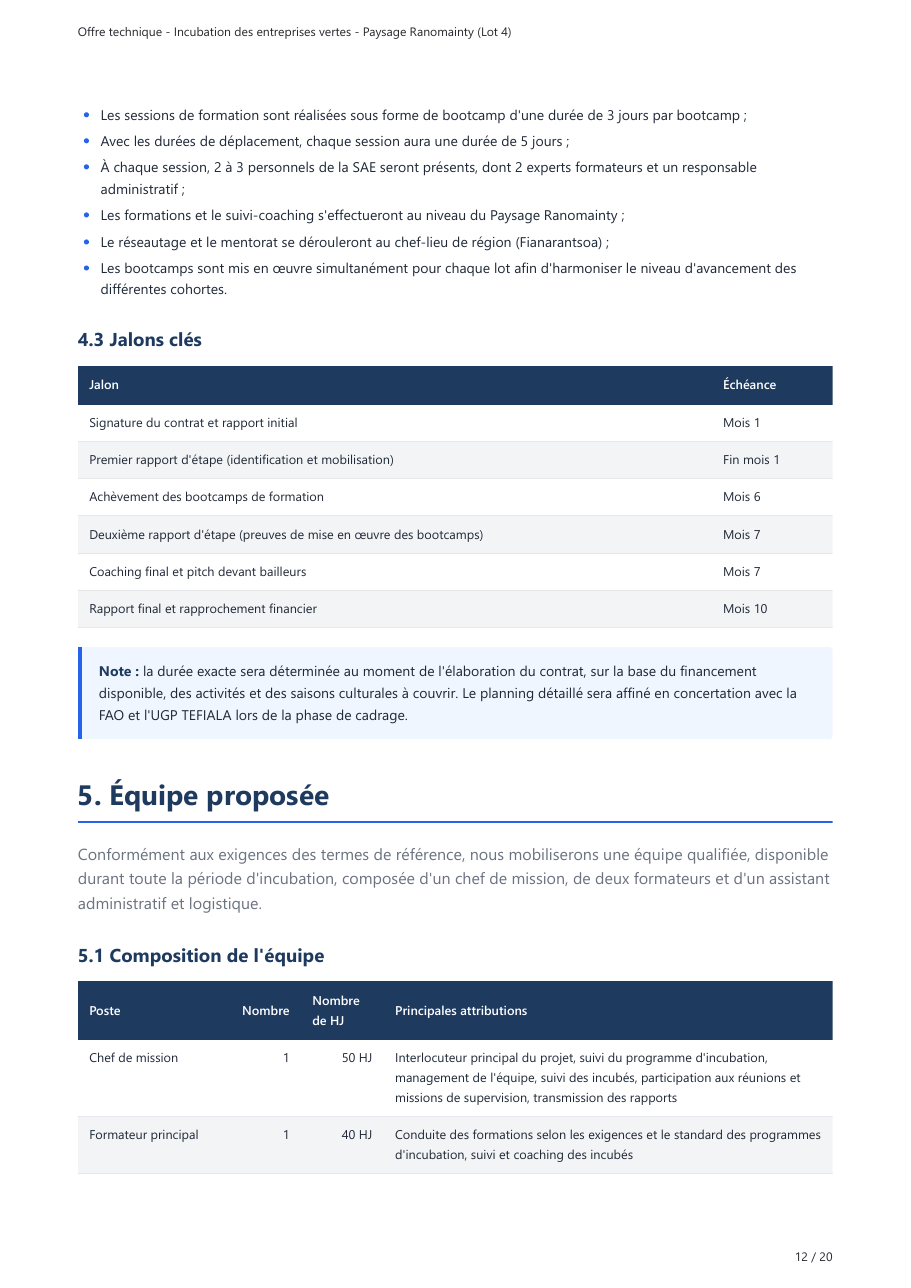 Offre technique - Incubation des entreprises vertes - Paysage Ranomainty (Lot 4)
• Les sessions de formation sont réalisées sous forme de bootcamp d'une durée de 3 jours par bootcamp ;
• Avec les durées de déplacement, chaque session aura une durée de 5 jours ;
• À chaque session, 2 à 3 personnels de la SAE seront présents, dont 2 experts formateurs et un responsable
administratif ;
• Les formations et le suivi-coaching s'effectueront au niveau du Paysage Ranomainty ;
• Le réseautage et le mentorat se dérouleront au chef-lieu de région (Fianarantsoa) ;
• Les bootcamps sont mis en œuvre simultanément pour chaque lot afin d'harmoniser le niveau d'avancement des
différentes cohortes.
4.3 Jalons clés
Jalon Échéance
Signature du contrat et rapport initial Mois 1
Premier rapport d'étape (identification et mobilisation) Fin mois 1
Achèvement des bootcamps de formation Mois 6
Deuxième rapport d'étape (preuves de mise en œuvre des bootcamps) Mois 7
Coaching final et pitch devant bailleurs Mois 7
Rapport final et rapprochement financier Mois 10
Note : la durée exacte sera déterminée au moment de l'élaboration du contrat, sur la base du financement
disponible, des activités et des saisons culturales à couvrir. Le planning détaillé sera affiné en concertation avec la
FAO et l'UGP TEFIALA lors de la phase de cadrage.
5. Équipe proposée
Conformément aux exigences des termes de référence, nous mobiliserons une équipe qualifiée, disponible
durant toute la période d'incubation, composée d'un chef de mission, de deux formateurs et d'un assistant
administratif et logistique.
5.1 Composition de l'équipe
Poste Nombre Nombre
de HJ Principales attributions
Chef de mission 1 50 HJ Interlocuteur principal du projet, suivi du programme d'incubation,
management de l'équipe, suivi des incubés, participation aux réunions et
missions de supervision, transmission des rapports
Formateur principal 1 40 HJ Conduite des formations selon les exigences et le standard des programmes
d'incubation, suivi et coaching des incubés
12 / 20